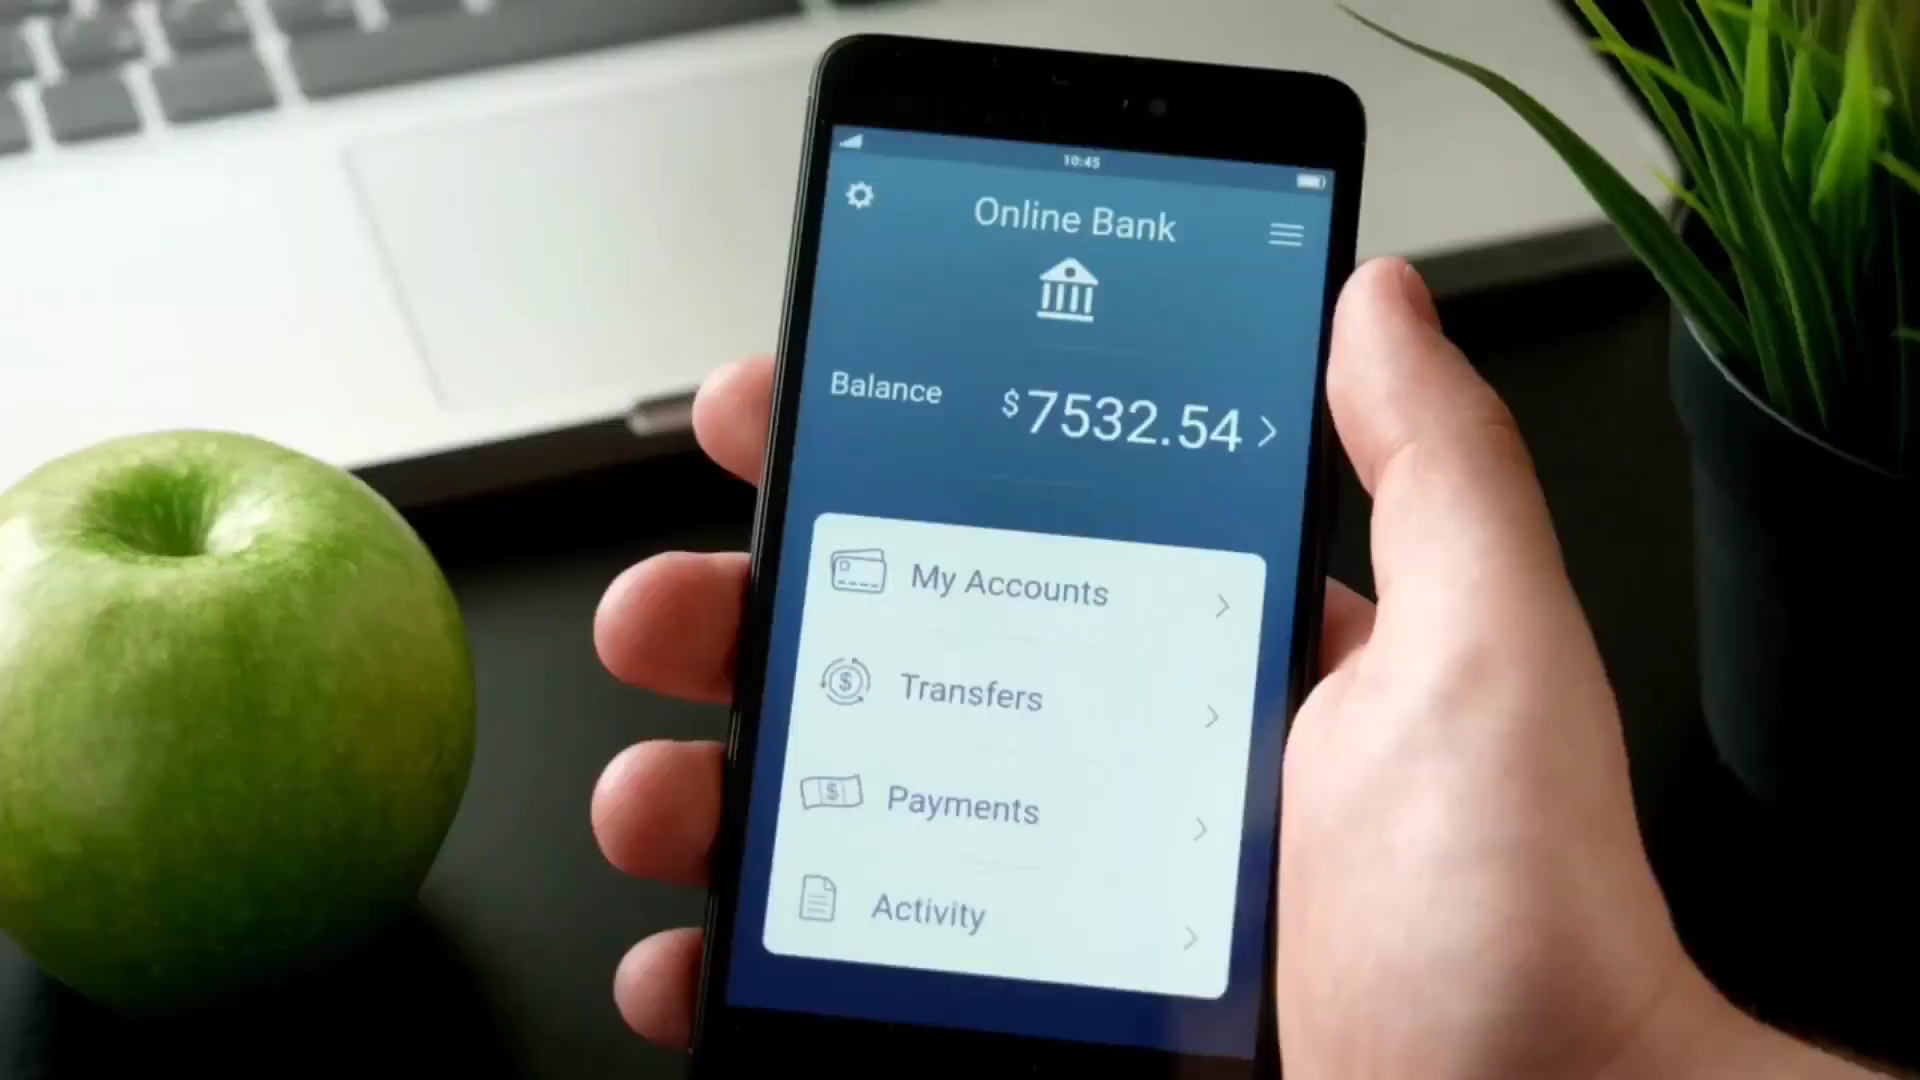 10:45
Online Bank
Balance $7532.54
My Accounts
Transfers
$
Payments
$
Activity